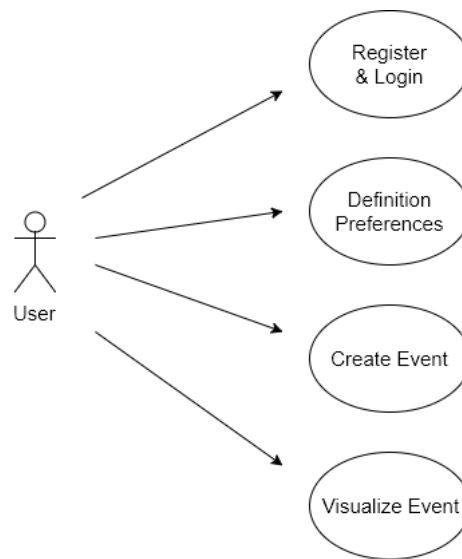 Register
& Login
Definition
Preferences
User
Create Event
Visualize Event